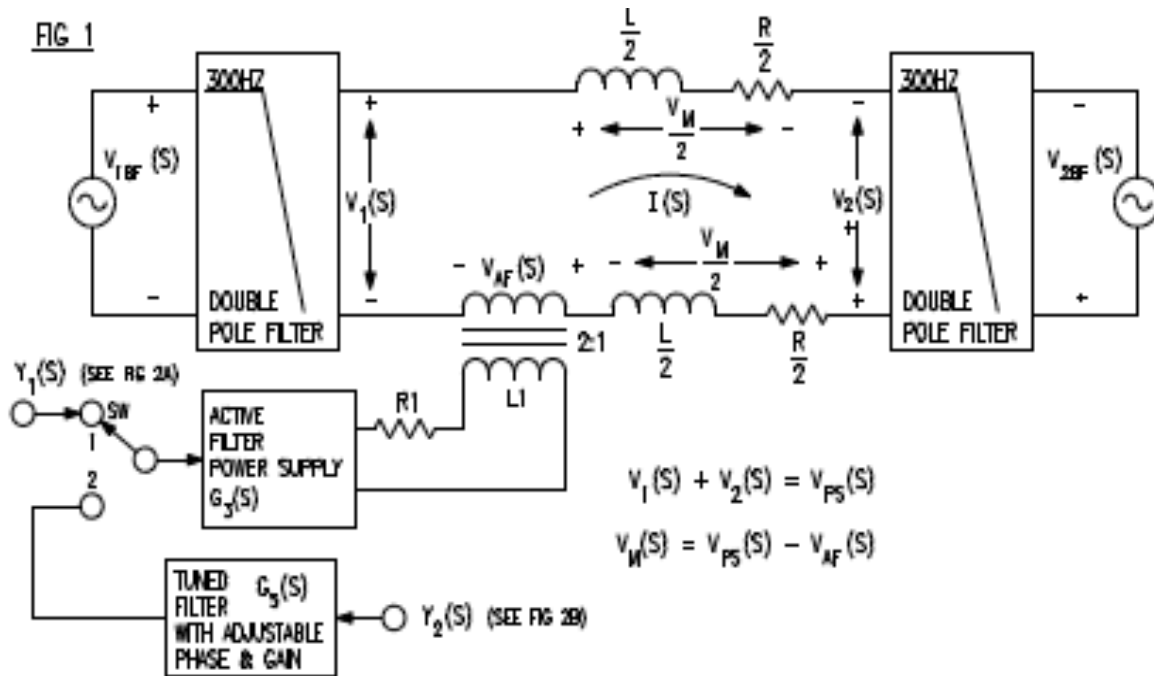 FIG 1
300HZ
DOUBLE
POLE FILTER
+
-
V1BF(S)
+
V1(S)
-
L
2
R
2
+ VM -
2
I(S)
- VAF(S) +
- VM +
2
L
2
R
2
-
V2(S)
+
+
300HZ
DOUBLE
POLE FILTER
-
V2BF(S)
+
2:1
L1
R1
Y1(S) (SEE FIG 2A)
SW
1
2
ACTIVE
FILTER
POWER SUPPLY
G3(S)
V1(S) + V2(S) = VPS(S)
VM(S) = VPS(S) - VAF(S)
TUNED G5(S)
FILTER
WITH ADJUSTABLE
PHASE & GAIN
Y2(S) (SEE FIG 2B)